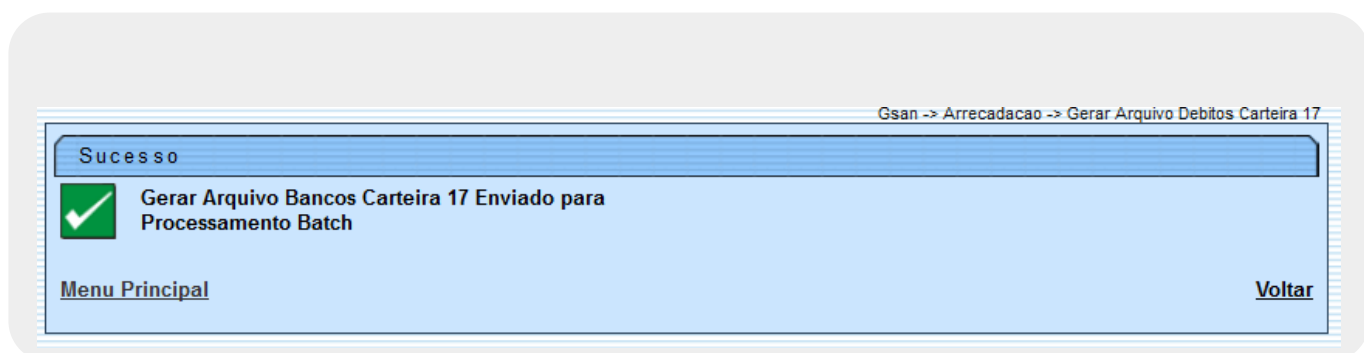 Gsan -> Arrecadacao -> Gerar Arquivo Debitos Carteira 17
Sucesso
Gerar Arquivo Bancos Carteira 17 Enviado para
Processamento Batch
Menu Principal
Voltar